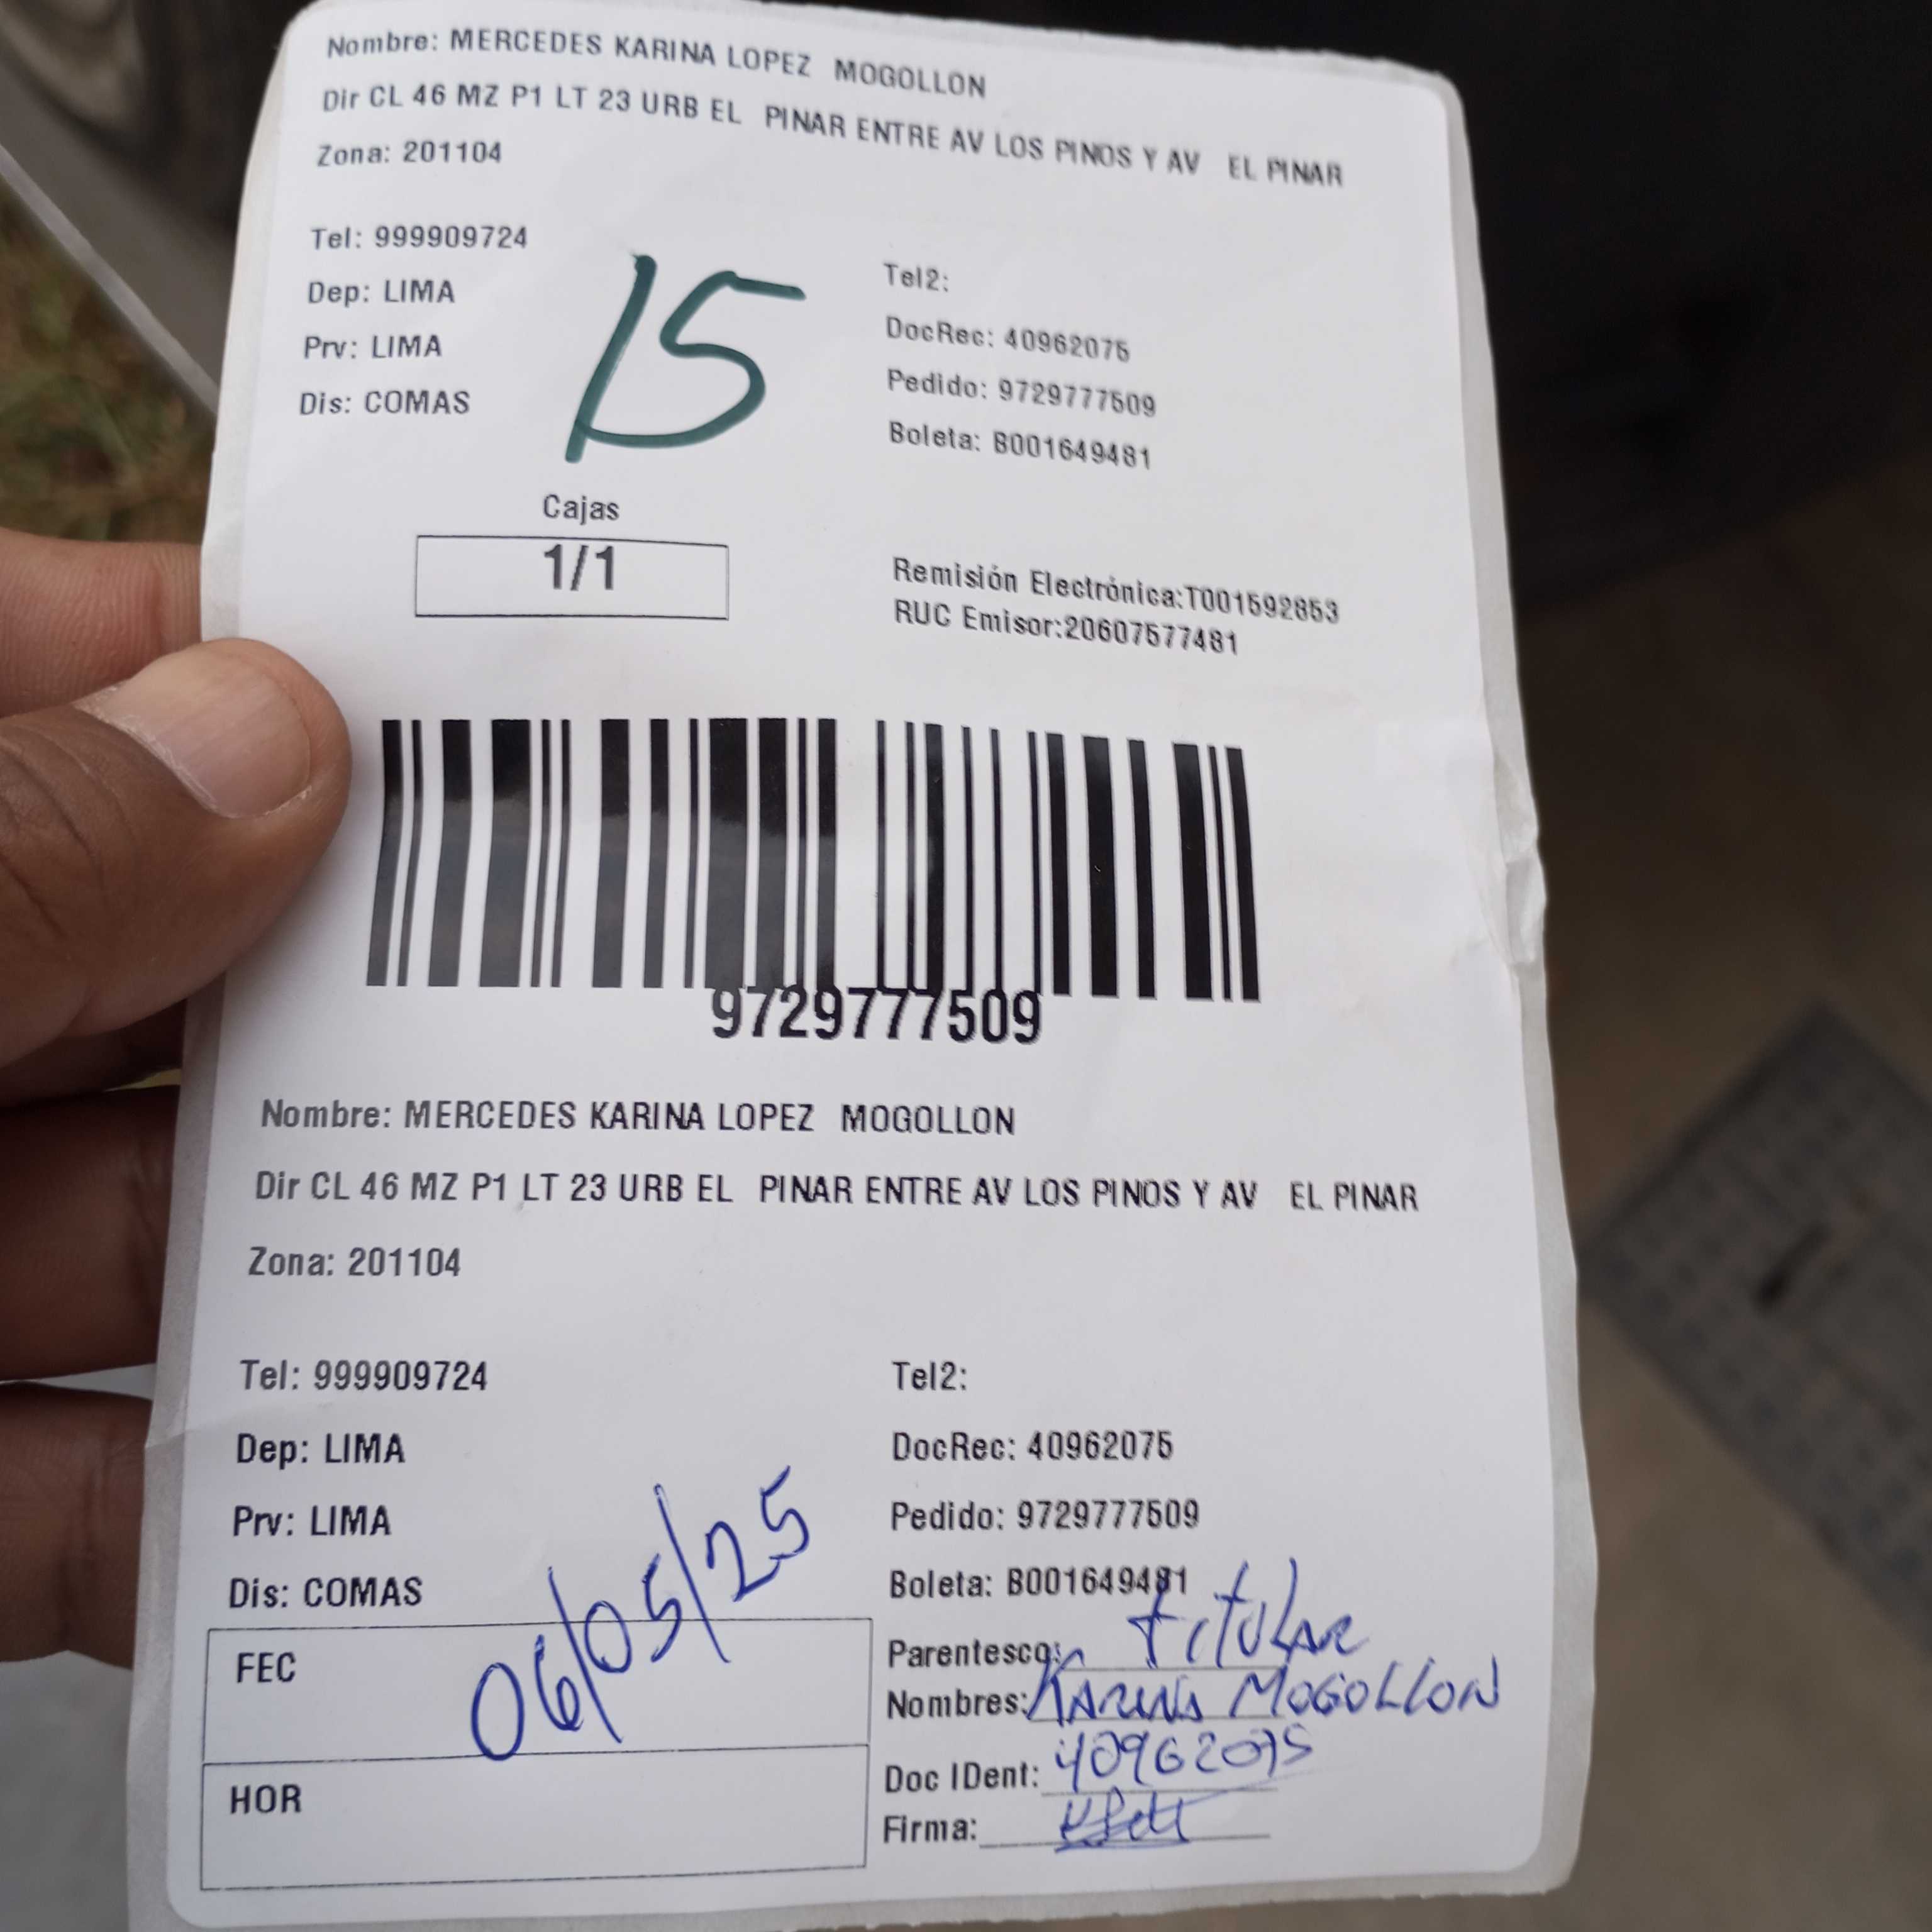 Nombre: MERCEDES KARINA LOPEZ MOGOLLON
Dir CL 46 MZ P1 LT 23 URB EL PINAR ENTRE AV LOS PINOS Y AV EL PINAR
Zona: 201104
Tel: 999909724
Dep: LIMA
Prv: LIMA
Dis: COMAS
15
Tel2:
DocRec: 40962075
Pedido: 9729777509
Boleta: B001649481
Cajas
1/1
Remisión Electrónica:T001592853
RUC Emisor:20607577481
9729777509
Nombre: MERCEDES KARINA LOPEZ MOGOLLON
Dir CL 46 MZ P1 LT 23 URB EL PINAR ENTRE AV LOS PINOS Y AV EL PINAR
Zona: 201104
Tel: 999909724
Dep: LIMA
Prv: LIMA
Dis: COMAS
Tel2:
DocRec: 40962075
Pedido: 9729777509
Boleta: B001649481
FEC 06/05/25
HOR
Parentesco: titular
Nombres: KARINA MOGOLLON
Doc IDent: 40962075
Firma: